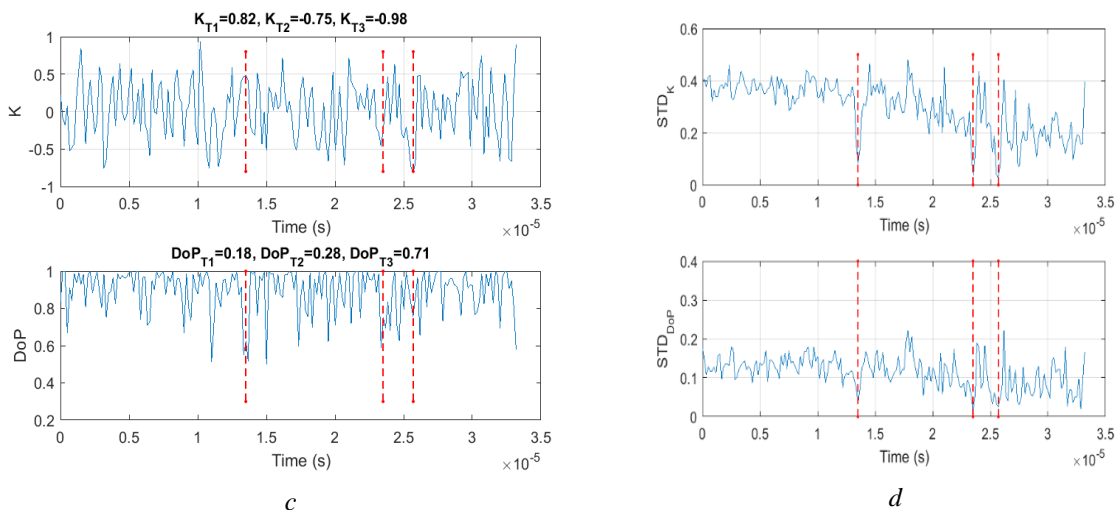 K_T1=0.82, K_T2=-0.75, K_T3=-0.98
1
0.5
0
-0.5
-1
K
0 0.5 1 1.5 2 2.5 3 3.5
Time (s)
×10^-5
DoP_T1=0.18, DoP_T2=0.28, DoP_T3=0.71
1
0.8
0.6
0.4
0.2
DoP
0 0.5 1 1.5 2 2.5 3 3.5
Time (s)
×10^-5
c
0.6
0.4
0.2
0
STD_K
0 0.5 1 1.5 2 2.5 3 3.5
Time (s)
×10^-5
0.4
0.3
0.2
0.1
0
STD_DoP
0 0.5 1 1.5 2 2.5 3 3.5
Time (s)
×10^-5
d